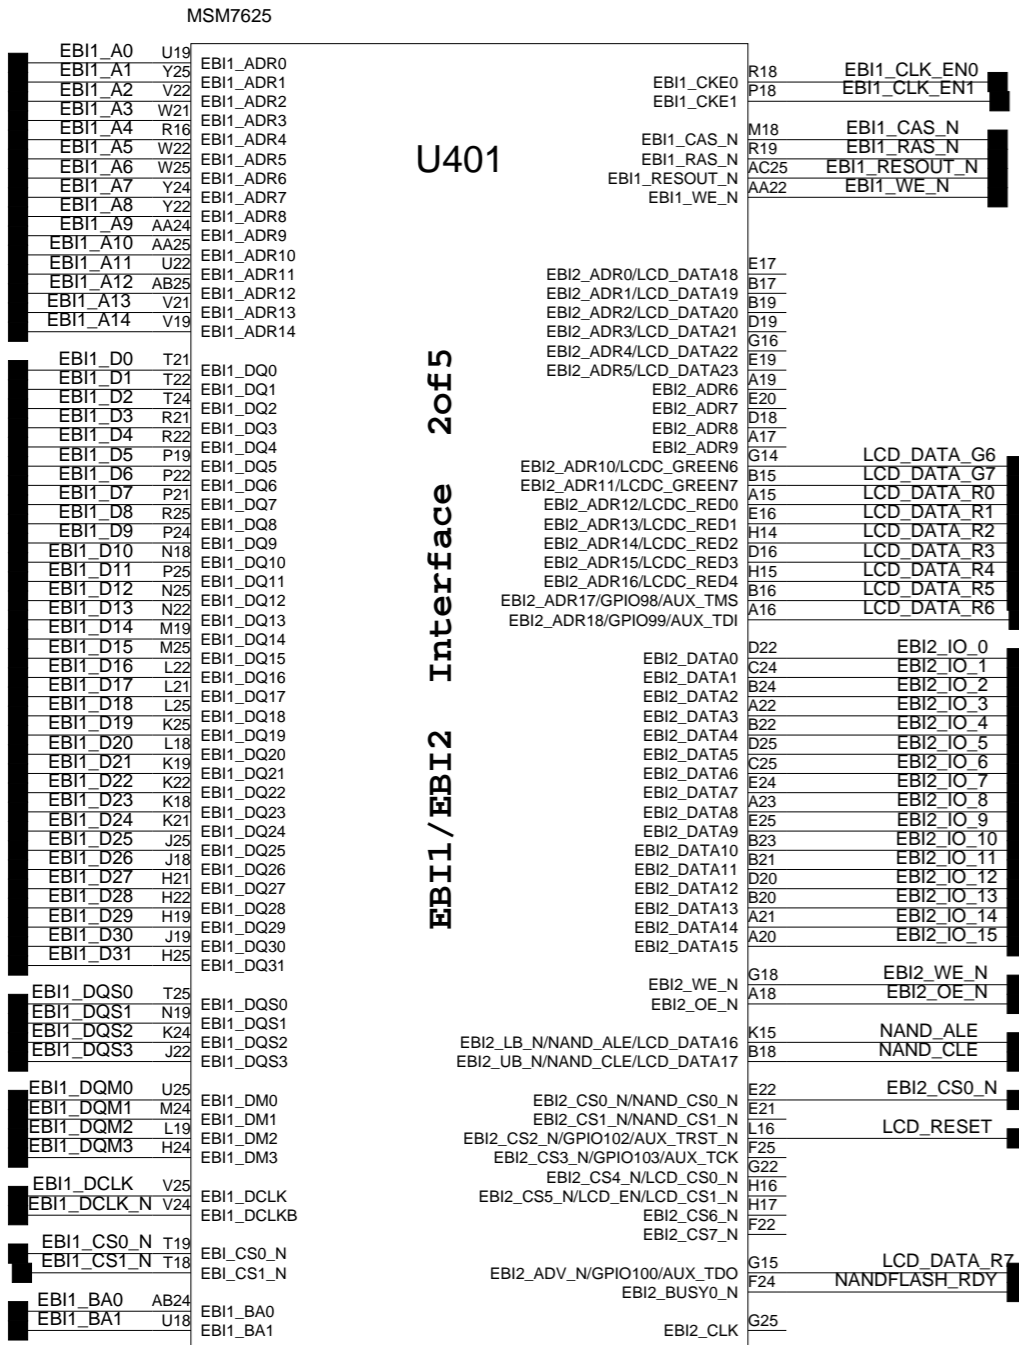 MSM7625
EBI1_A0 U19 EBI1_ADR0
EBI1_A1 Y25 EBI1_ADR1
EBI1_A2 V22 EBI1_ADR2
EBI1_A3 W21 EBI1_ADR3
EBI1_A4 R16 EBI1_ADR4
EBI1_A5 W22 EBI1_ADR5
EBI1_A6 W25 EBI1_ADR6
EBI1_A7 Y24 EBI1_ADR7
EBI1_A8 Y22 EBI1_ADR8
EBI1_A9 AA24 EBI1_ADR9
EBI1_A10 AA25 EBI1_ADR10
EBI1_A11 U22 EBI1_ADR11
EBI1_A12 AB25 EBI1_ADR12
EBI1_A13 V21 EBI1_ADR13
EBI1_A14 V19 EBI1_ADR14
EBI1_D0 T21 EBI1_DQ0
EBI1_D1 T22 EBI1_DQ1
EBI1_D2 T24 EBI1_DQ2
EBI1_D3 R21 EBI1_DQ3
EBI1_D4 R22 EBI1_DQ4
EBI1_D5 P19 EBI1_DQ5
EBI1_D6 P22 EBI1_DQ6
EBI1_D7 P21 EBI1_DQ7
EBI1_D8 R25 EBI1_DQ8
EBI1_D9 P24 EBI1_DQ9
EBI1_D10 N18 EBI1_DQ10
EBI1_D11 P25 EBI1_DQ11
EBI1_D12 N25 EBI1_DQ12
EBI1_D13 N22 EBI1_DQ13
EBI1_D14 M19 EBI1_DQ14
EBI1_D15 M25 EBI1_DQ15
EBI1_D16 L22 EBI1_DQ16
EBI1_D17 L21 EBI1_DQ17
EBI1_D18 L25 EBI1_DQ18
EBI1_D19 K25 EBI1_DQ19
EBI1_D20 L18 EBI1_DQ20
EBI1_D21 K19 EBI1_DQ21
EBI1_D22 K22 EBI1_DQ22
EBI1_D23 K18 EBI1_DQ23
EBI1_D24 K21 EBI1_DQ24
EBI1_D25 J25 EBI1_DQ25
EBI1_D26 J18 EBI1_DQ26
EBI1_D27 H21 EBI1_DQ27
EBI1_D28 H22 EBI1_DQ28
EBI1_D29 H19 EBI1_DQ29
EBI1_D30 J19 EBI1_DQ30
EBI1_D31 H25 EBI1_DQ31
EBI1_DQS0 T25 EBI1_DQS0
EBI1_DQS1 N19 EBI1_DQS1
EBI1_DQS2 K24 EBI1_DQS2
EBI1_DQS3 J22 EBI1_DQS3
EBI1_DQM0 U25 EBI1_DM0
EBI1_DQM1 M24 EBI1_DM1
EBI1_DQM2 L19 EBI1_DM2
EBI1_DQM3 H24 EBI1_DM3
EBI1_DCLK V25 EBI1_DCLK
EBI1_DCLK_N V24 EBI1_DCLKB
EBI1_CS0_N T19 EBI_CS0_N
EBI1_CS1_N T18 EBI_CS1_N
EBI1_BA0 AB24 EBI1_BA0
EBI1_BA1 U18 EBI1_BA1
U401
EBI1/EBI2 Interface 2of5
EBI1_CKE0 R18 EBI1_CLK_EN0
EBI1_CKE1 P18 EBI1_CLK_EN1
EBI1_CAS_N M18 EBI1_CAS_N
EBI1_RAS_N R19 EBI1_RAS_N
EBI1_RESOUT_N AC25 EBI1_RESOUT_N
EBI1_WE_N AA22 EBI1_WE_N
EBI2_ADR0/LCD_DATA18 E17
EBI2_ADR1/LCD_DATA19 B17
EBI2_ADR2/LCD_DATA20 B19
EBI2_ADR3/LCD_DATA21 D19
EBI2_ADR4/LCD_DATA22 G16
EBI2_ADR5/LCD_DATA23 E19
EBI2_ADR6 A19
EBI2_ADR7 E20
EBI2_ADR8 D18
EBI2_ADR9 A17
EBI2_ADR10/LCDC_GREEN6 G14 LCD_DATA_G6
EBI2_ADR11/LCDC_GREEN7 B15 LCD_DATA_G7
EBI2_ADR12/LCDC_RED0 A15 LCD_DATA_R0
EBI2_ADR13/LCDC_RED1 E16 LCD_DATA_R1
EBI2_ADR14/LCDC_RED2 H14 LCD_DATA_R2
EBI2_ADR15/LCDC_RED3 D16 LCD_DATA_R3
EBI2_ADR16/LCDC_RED4 H15 LCD_DATA_R4
EBI2_ADR17/GPIO98/AUX_TMS B16 LCD_DATA_R5
EBI2_ADR18/GPIO99/AUX_TDI A16 LCD_DATA_R6
EBI2_DATA0 D22 EBI2_IO_0
EBI2_DATA1 C24 EBI2_IO_1
EBI2_DATA2 B24 EBI2_IO_2
EBI2_DATA3 A22 EBI2_IO_3
EBI2_DATA4 B22 EBI2_IO_4
EBI2_DATA5 D25 EBI2_IO_5
EBI2_DATA6 C25 EBI2_IO_6
EBI2_DATA7 E24 EBI2_IO_7
EBI2_DATA8 A23 EBI2_IO_8
EBI2_DATA9 E25 EBI2_IO_9
EBI2_DATA10 B23 EBI2_IO_10
EBI2_DATA11 B21 EBI2_IO_11
EBI2_DATA12 D20 EBI2_IO_12
EBI2_DATA13 B20 EBI2_IO_13
EBI2_DATA14 A21 EBI2_IO_14
EBI2_DATA15 A20 EBI2_IO_15
EBI2_WE_N G18 EBI2_WE_N
EBI2_OE_N A18 EBI2_OE_N
EBI2_LB_N/NAND_ALE/LCD_DATA16 K15 NAND_ALE
EBI2_UB_N/NAND_CLE/LCD_DATA17 B18 NAND_CLE
EBI2_CS0_N/NAND_CS0_N E22 EBI2_CS0_N
EBI2_CS1_N/NAND_CS1_N E21
EBI2_CS2_N/GPIO102/AUX_TRST_N L16 LCD_RESET
EBI2_CS3_N/GPIO103/AUX_TCK F25
EBI2_CS4_N/LCD_CS0_N G22
EBI2_CS5_N/LCD_EN/LCD_CS1_N H16
EBI2_CS6_N H17
EBI2_CS7_N F22
EBI2_ADV_N/GPIO100/AUX_TDO G15 LCD_DATA_R7
EBI2_BUSY0_N F24 NANDFLASH_RDY
EBI2_CLK G25